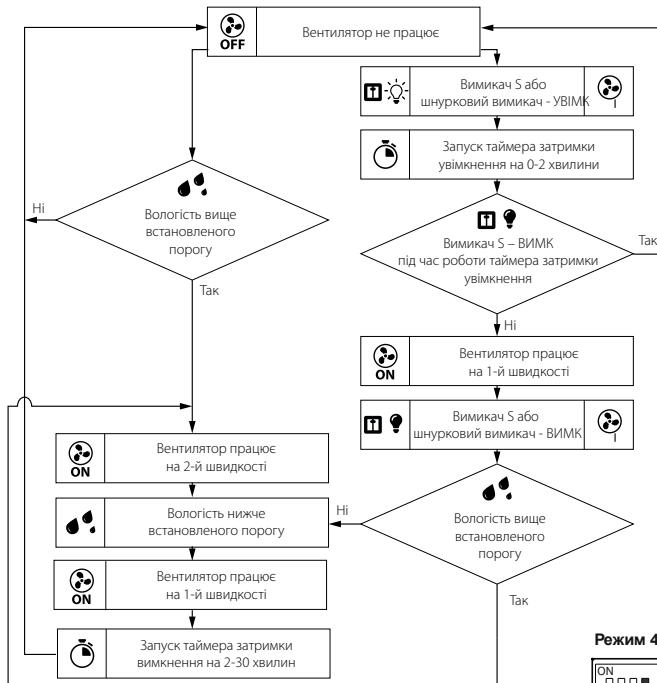 OFF
Вентилятор не працює
Вимикач S або
шнурковий вимикач - УВІМК
Запуск таймера затримки
увімкнення на 0-2 хвилини
Ні
Вологість вище
встановленого
порогу
Так
Вимикач S – ВИМК
під час роботи таймера затримки
увімкнення
Так
Ні
ON
Вентилятор працює
на 1-й швидкості
Вимикач S або
шнурковий вимикач - ВИМК
ON
Вентилятор працює
на 2-й швидкості
Вологість нижче
встановленого порогу
Ні
Вологість вище
встановленого
порогу
Так
ON
Вентилятор працює
на 1-й швидкості
Запуск таймера затримки
вимкнення на 2-30 хвилин
Режим 4
ON